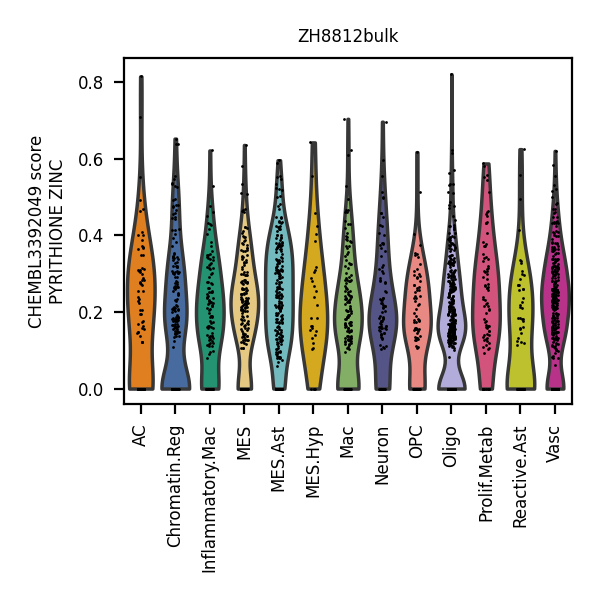 ZH8812bulk
CHEMBL3392049 score
PYRITHIONE ZINC
0.8
0.6
0.4
0.2
0.0
AC
Chromatin.Reg
Inflammatory.Mac
MES
MES.Ast
MES.Hyp
Mac
Neuron
OPC
Oligo
Prolif.Metab
Reactive.Ast
Vasc